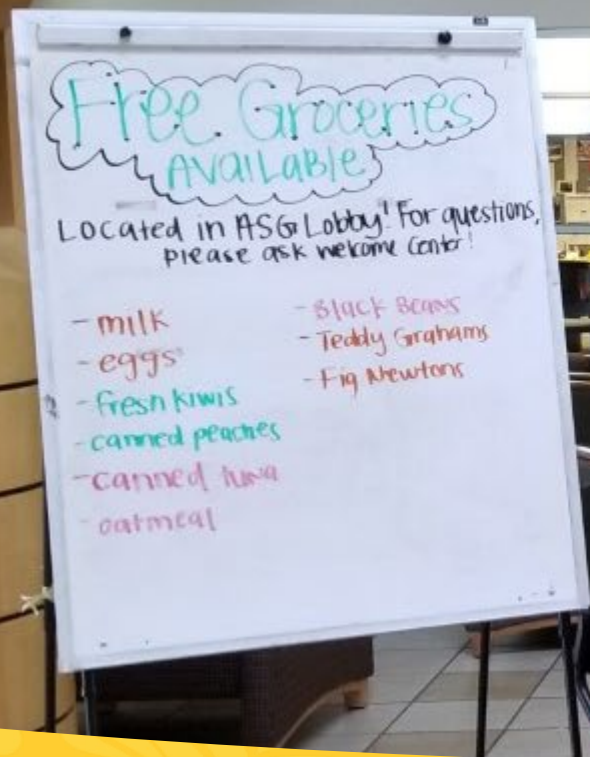 Free Groceries
Available
Located in ASG Lobby! For questions,
please ask welcome Center!
- milk
- eggs
- fresh kiwis
- canned peaches
- canned tuna
- oatmeal
- Black Beans
- Teddy Grahams
- Fig Newtons